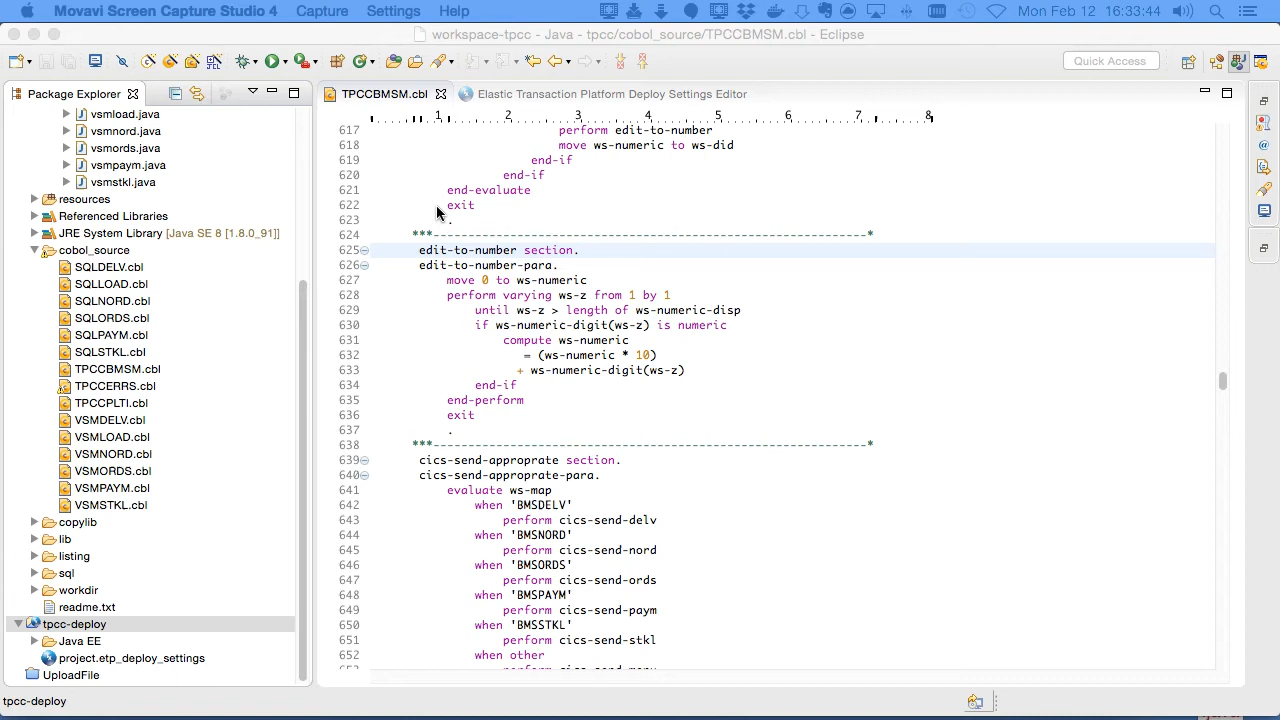 Movavi Screen Capture Studio 4 Capture Settings Help Mon Feb 12 16:33:44
workspace-tpcc - Java - tpcc/cobol_source/TPCCBMSM.cbl - Eclipse
Quick Access
Package Explorer
vsmload.java
vsmnord.java
vsmords.java
vsmpaym.java
vsmstkl.java
resources
Referenced Libraries
JRE System Library [Java SE 8 [1.8.0_91]]
cobol_source
SQLDELV.cbl
SQLLOAD.cbl
SQLNORD.cbl
SQLORDS.cbl
SQLPAYM.cbl
SQLSTKL.cbl
TPCCBMSM.cbl
TPCCERRS.cbl
TPCCPLTI.cbl
VSMDELV.cbl
VSMLOAD.cbl
VSMNORD.cbl
VSMORDS.cbl
VSMPAYM.cbl
VSMSTKL.cbl
copylib
lib
listing
sql
workdir
readme.txt
tpcc-deploy
Java EE
project.etp_deploy_settings
UploadFile
TPCCBMSM.cbl Elastic Transaction Platform Deploy Settings Editor
1 2 3 4 5 6 7 8
617 perform edit-to-number
618 move ws-numeric to ws-did
619 end-if
620 end-if
621 end-evaluate
622 exit
623 .
624 ***--------------------------------------------------------------*
625 edit-to-number section.
626 edit-to-number-para.
627 move 0 to ws-numeric
628 perform varying ws-z from 1 by 1
629 until ws-z > length of ws-numeric-disp
630 if ws-numeric-digit(ws-z) is numeric
631 compute ws-numeric
632 = (ws-numeric * 10)
633 + ws-numeric-digit(ws-z)
634 end-if
635 end-perform
636 exit
637 .
638 ***--------------------------------------------------------------*
639 cics-send-approprate section.
640 cics-send-approprate-para.
641 evaluate ws-map
642 when 'BMSDELV'
643 perform cics-send-delv
644 when 'BMSNORD'
645 perform cics-send-nord
646 when 'BMSORDS'
647 perform cics-send-ords
648 when 'BMSPAYM'
649 perform cics-send-paym
650 when 'BMSSTKL'
651 perform cics-send-stkl
652 when other
tpcc-deploy